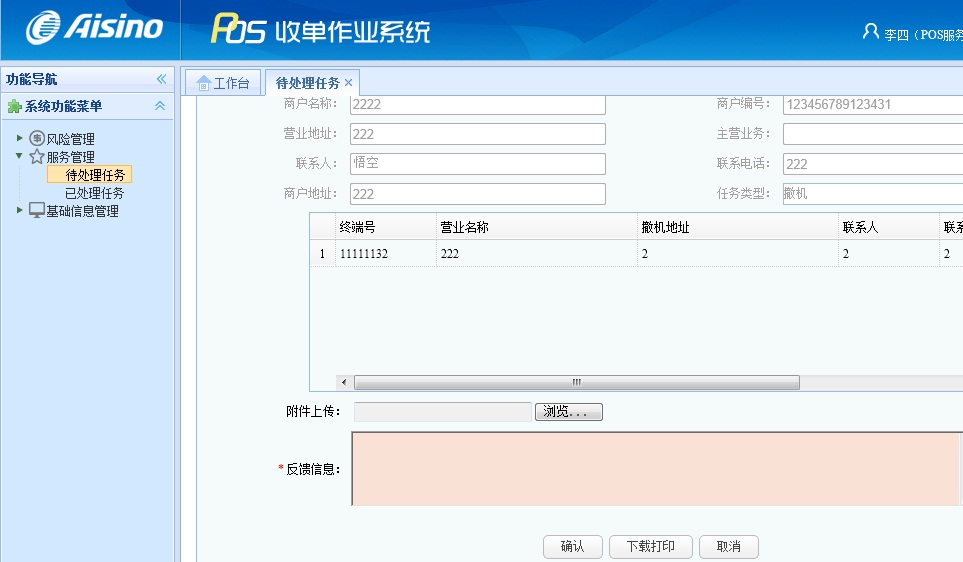 Aisino
POS 收单作业系统
李四（POS服务
功能导航
工作台
待处理任务
系统功能菜单
风险管理
服务管理
待处理任务
已处理任务
基础信息管理
商户名称： 2222 商户编号： 123456789123431
营业地址： 222 主营业务：
联系人： 悟空 联系电话： 222
商户地址： 222 任务类型： 撤机
终端号 营业名称 撤机地址 联系人 联系
1 11111132 222 2 2 2
附件上传： 浏览...
*反馈信息：
确认 下载打印 取消